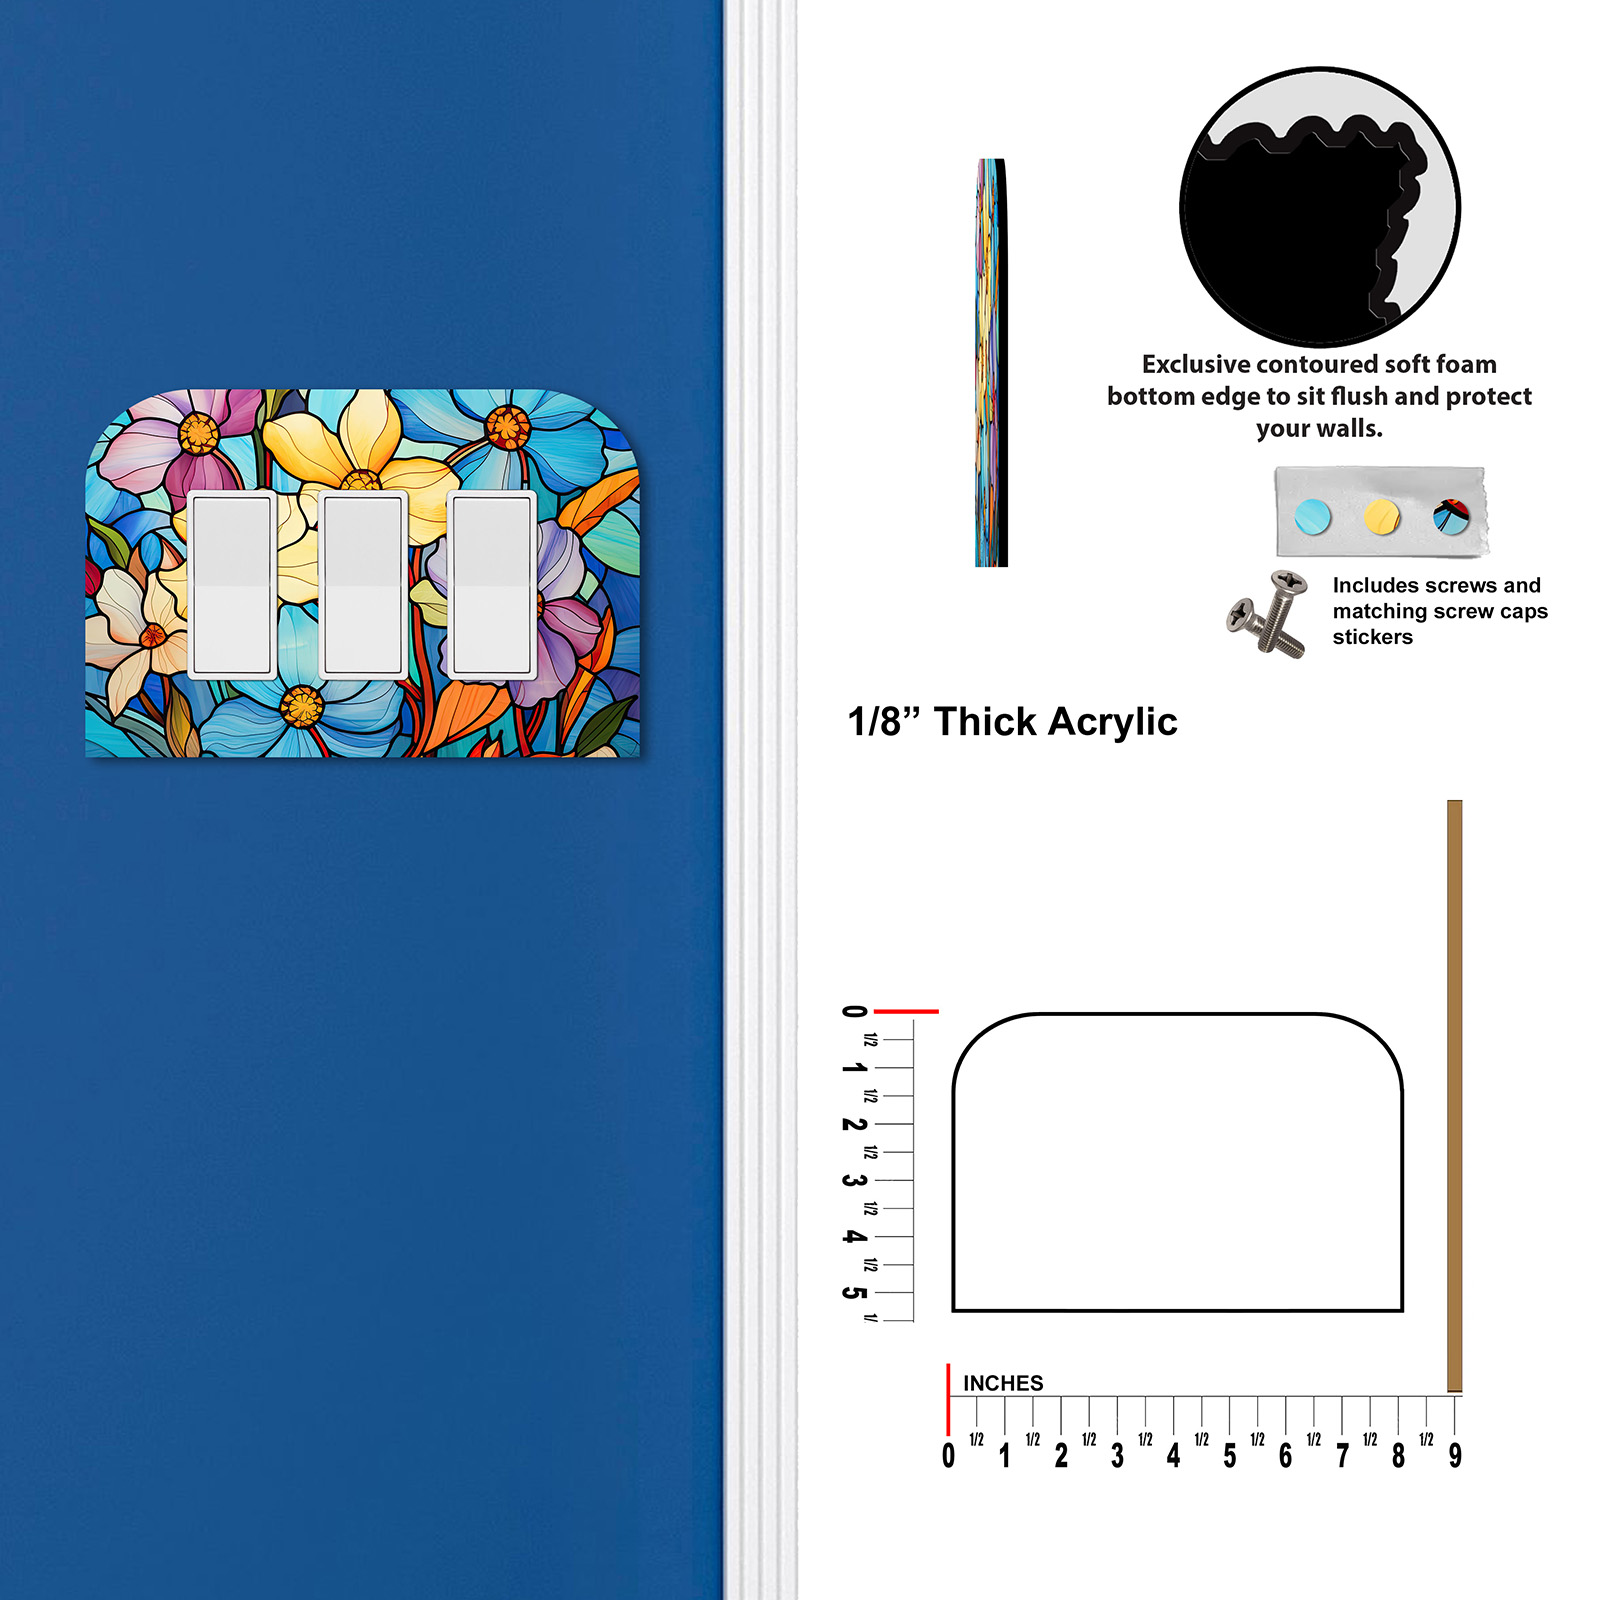 Exclusive contoured soft foam
bottom edge to sit flush and protect
your walls.
Includes screws and
matching screw caps
stickers
1/8” Thick Acrylic
0
1/2
1
1/2
2
1/2
3
1/2
4
1/2
5
1/
INCHES
0 1/2 1 1/2 2 1/2 3 1/2 4 1/2 5 1/2 6 1/2 7 1/2 8 1/2 9